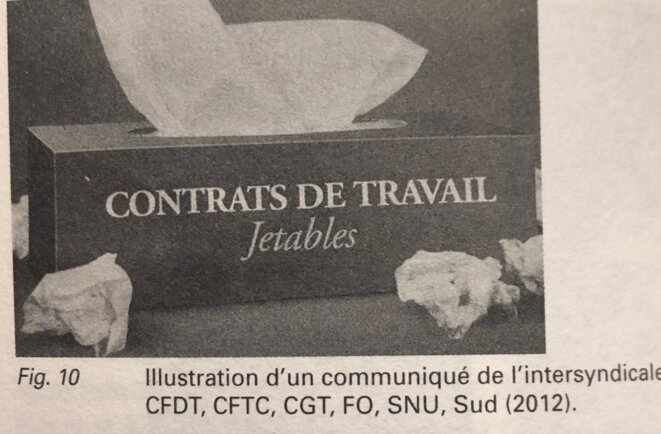 CONTRATS DE TRAVAIL
Jetables
Fig. 10 Illustration d'un communiqué de l'intersyndicale
CFDT, CFTC, CGT, FO, SNU, Sud (2012).